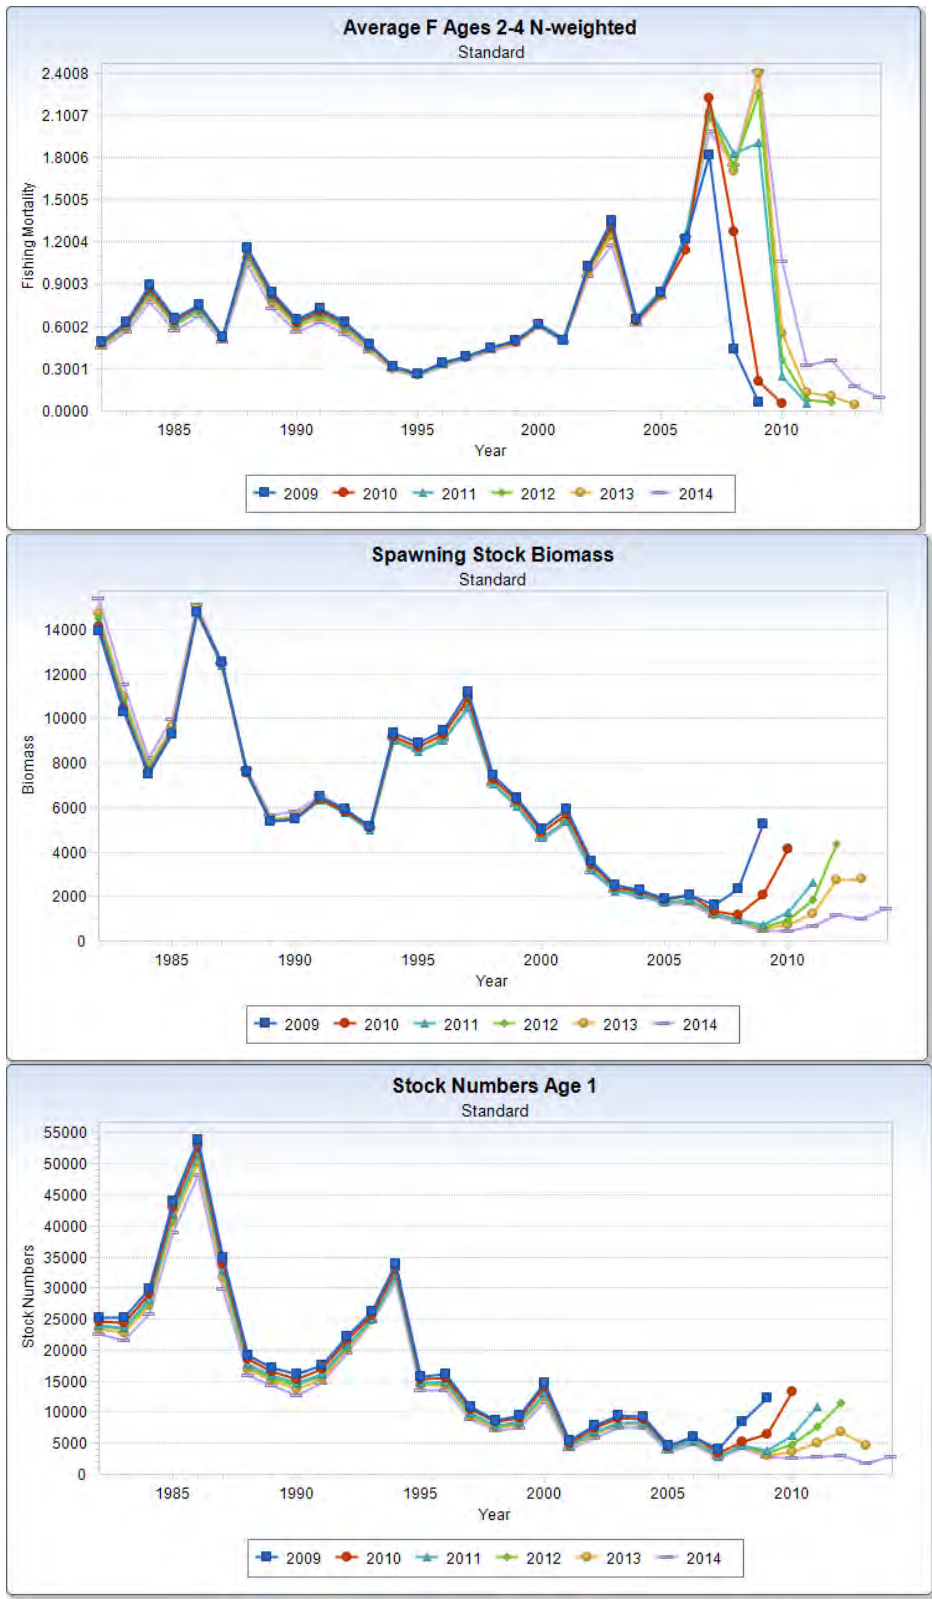 Average F Ages 2-4 N-weighted
Standard
2.4008
2.1007
1.8006
1.5005
1.2004
0.9003
0.6002
0.3001
0.0000
Fishing Mortality
1985 1990 1995 2000 2005 2010
Year
2009 2010 2011 2012 2013 2014
Spawning Stock Biomass
Standard
14000
12000
10000
8000
6000
4000
2000
0
Biomass
1985 1990 1995 2000 2005 2010
Year
2009 2010 2011 2012 2013 2014
Stock Numbers Age 1
Standard
55000
50000
45000
40000
35000
30000
25000
20000
15000
10000
5000
0
Stock Numbers
1985 1990 1995 2000 2005 2010
Year
2009 2010 2011 2012 2013 2014